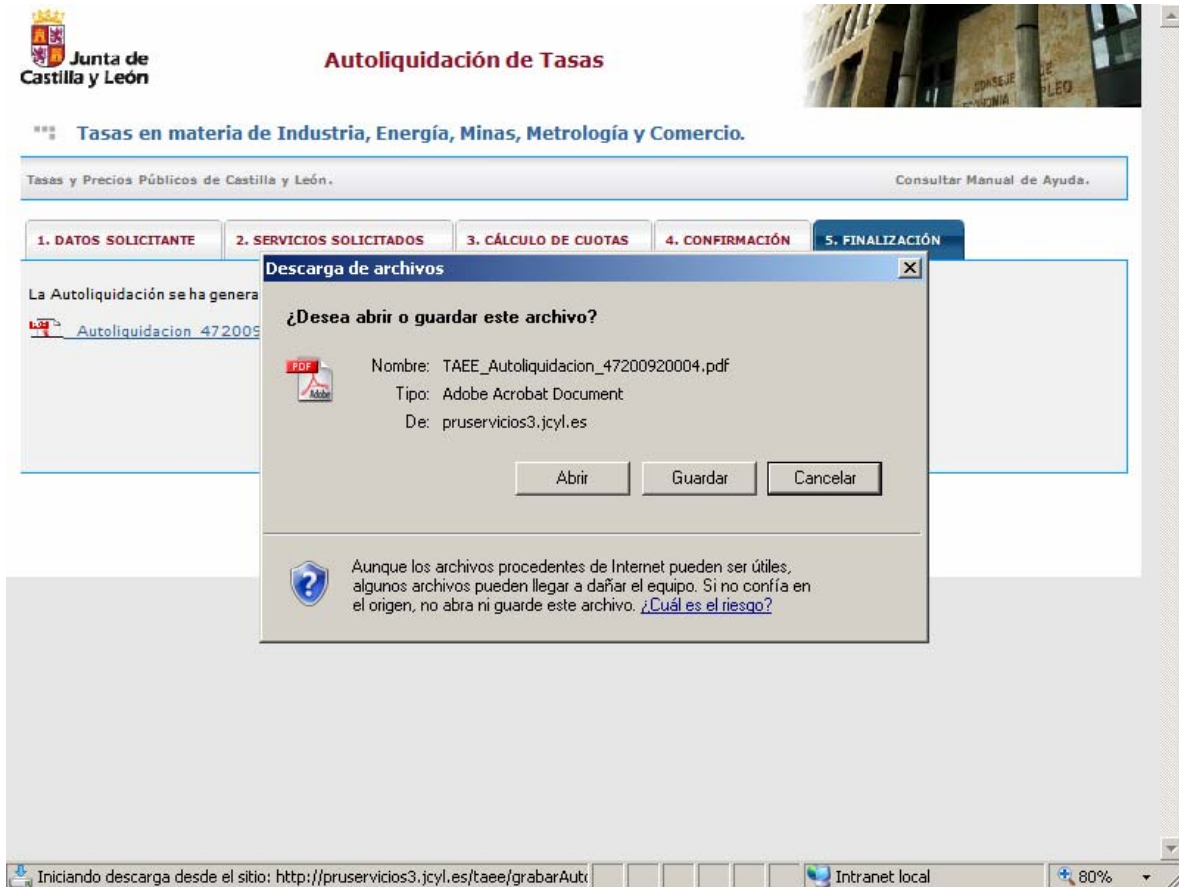 Junta de
Castilla y León
Autoliquidación de Tasas
Tasas en materia de Industria, Energía, Minas, Metrología y Comercio.
Tasas y Precios Públicos de Castilla y León.
Consultar Manual de Ayuda.
1. DATOS SOLICITANTE
2. SERVICIOS SOLICITADOS
3. CÁLCULO DE CUOTAS
4. CONFIRMACIÓN
5. FINALIZACIÓN
La Autoliquidación se ha genera
Autoliquidacion_472009
Descarga de archivos
¿Desea abrir o guardar este archivo?
PDF
Adobe
Nombre: TAEE_Autoliquidacion_47200920004.pdf
Tipo: Adobe Acrobat Document
De: pruservicios3.jcyl.es
Abrir
Guardar
Cancelar
Aunque los archivos procedentes de Internet pueden ser útiles,
algunos archivos pueden llegar a dañar el equipo. Si no confía en
el origen, no abra ni guarde este archivo. ¿Cuál es el riesgo?
Iniciando descarga desde el sitio: http://pruservicios3.jcyl.es/taee/grabarAuto
Intranet local
80%